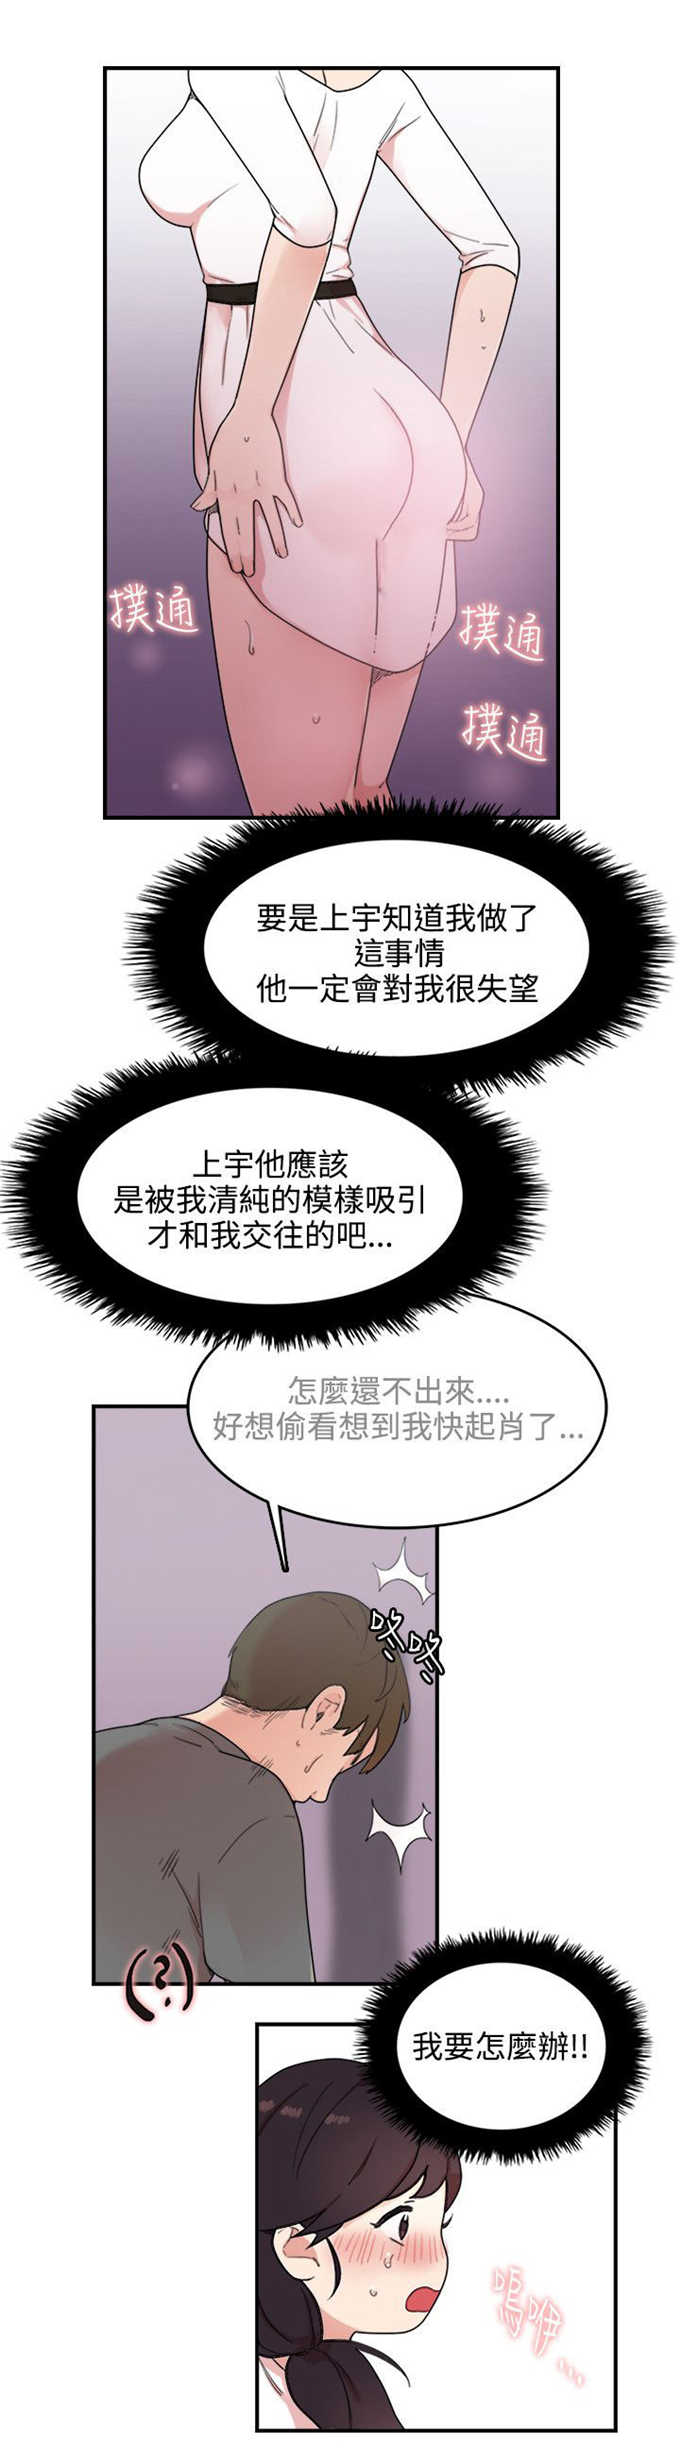 撲通
撲通
撲通
要是上宇知道我做了
這事情
他一定會對我很失望
上宇他應該
是被我清純的模樣吸引
才和我交往的吧...
怎麼還不出來....
好想偷看想到我快起肖了...
咚
咚
(?)
我要怎麼辦!!
嗚咿...